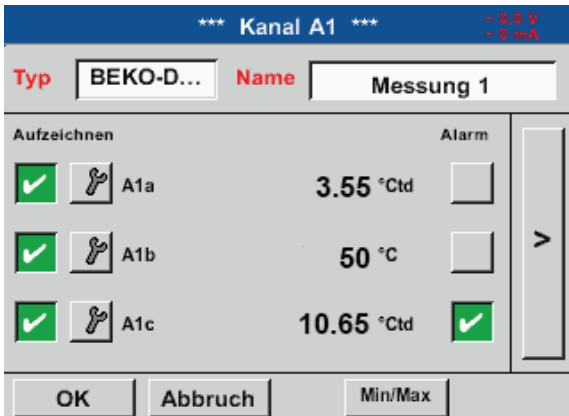 *** Kanal A1 ***
- 0.0 V
- 0 mA
Typ BEKO-D... Name Messung 1
Aufzeichnen Alarm
A1a 3.55 °Ctd
A1b 50 °C
A1c 10.65 °Ctd
>
OK Abbruch Min/Max